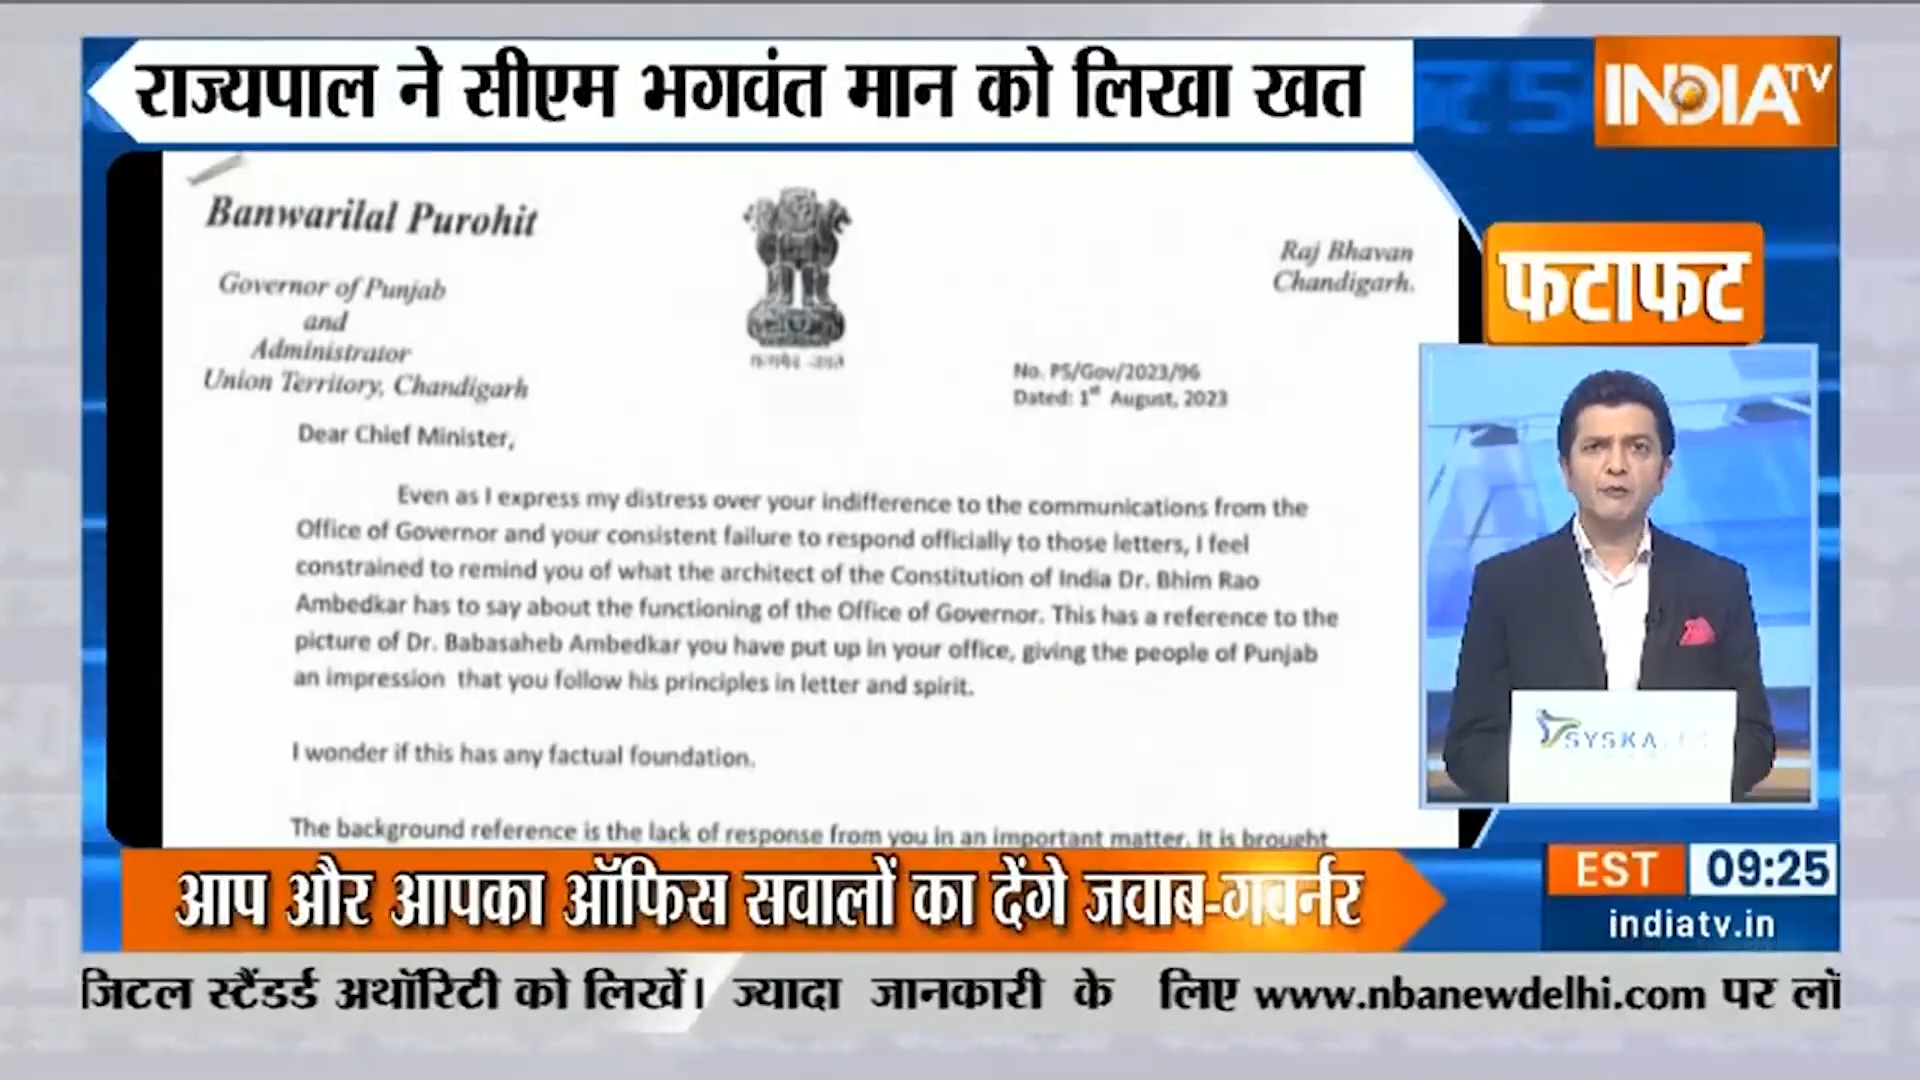 राज्यपाल ने सीएम भगवंत मान को लिखा खत
INDIA TV
Banwarilal Purohit
Governor of Punjab
and
Administrator
Union Territory, Chandigarh
Raj Bhavan
Chandigarh.
No. PS/Gov/2023/96
Dated: 1st August, 2023
Dear Chief Minister,
Even as I express my distress over your indifference to the communications from the
Office of Governor and your consistent failure to respond officially to those letters, I feel
constrained to remind you of what the architect of the Constitution of India Dr. Bhim Rao
Ambedkar has to say about the functioning of the Office of Governor. This has a reference to the
picture of Dr. Babasaheb Ambedkar you have put up in your office, giving the people of Punjab
an impression that you follow his principles in letter and spirit.
I wonder if this has any factual foundation.
The background reference is the lack of response from you in an important matter. It is brought
फटाफट
SYSKA
आप और आपका ऑफिस सवालों का देंगे जवाब-गवर्नर
EST 09:25
indiatv.in
जिटल स्टैंडर्ड अथॉरिटी को लिखें। ज्यादा जानकारी के लिए www.nbanewdelhi.com पर